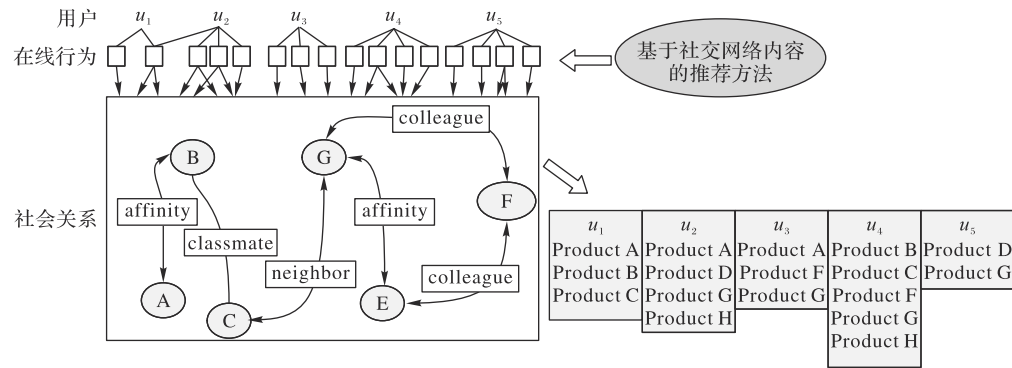 用户 u1 u2 u3 u4 u5
在线行为
基于社交网络内容
的推荐方法
colleague
B
G
F
社会关系
affinity
affinity
classmate
neighbor
colleague
A
C
E
u1
Product A
Product B
Product C
u2
Product A
Product D
Product G
Product H
u3
Product A
Product F
Product G
u4
Product B
Product C
Product F
Product G
Product H
u5
Product D
Product G